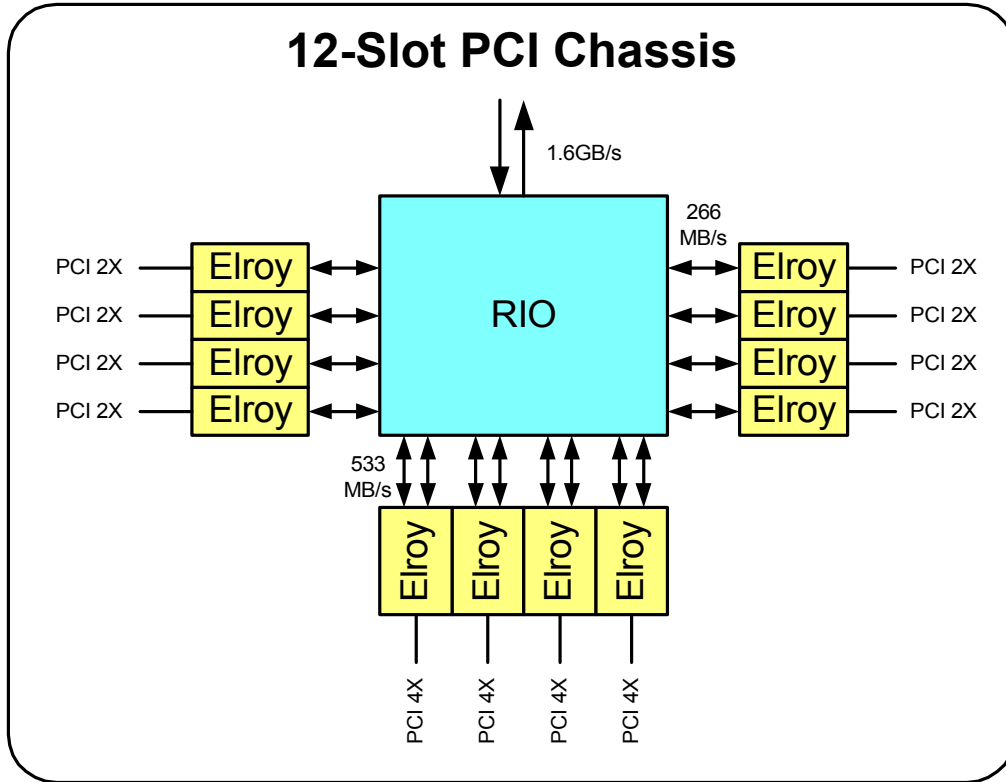 12-Slot PCI Chassis
1.6GB/s
266
MB/s
PCI 2X
Elroy
Elroy
PCI 2X
PCI 2X
Elroy
RIO
Elroy
PCI 2X
PCI 2X
Elroy
Elroy
PCI 2X
PCI 2X
Elroy
Elroy
PCI 2X
533
MB/s
Elroy
Elroy
Elroy
Elroy
PCI 4X
PCI 4X
PCI 4X
PCI 4X